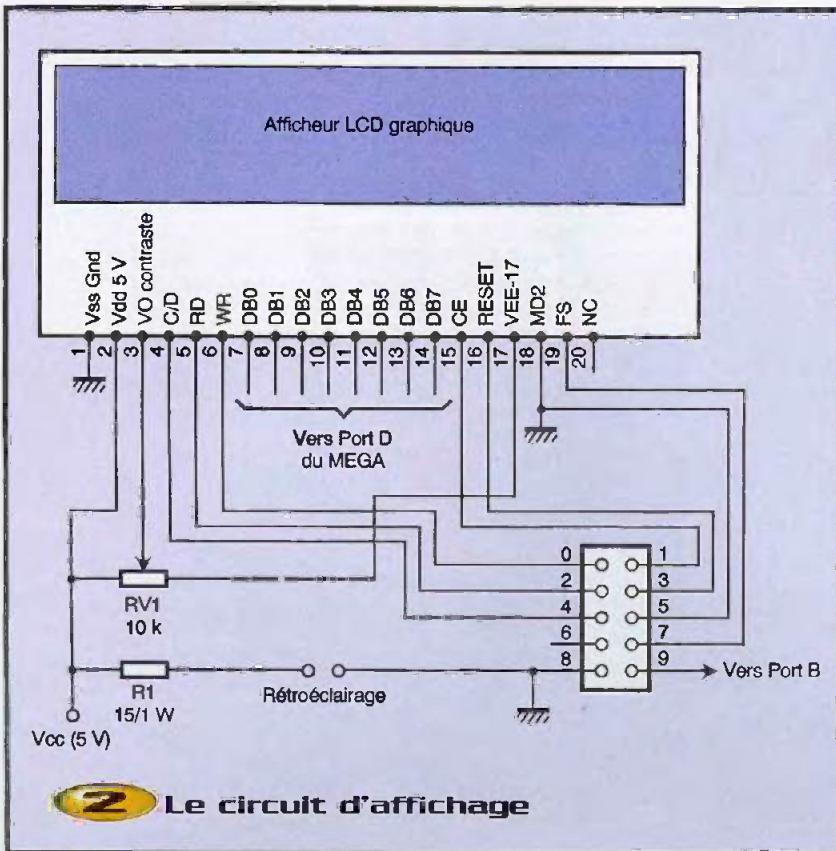 Afficheur LCD graphique
Vss Gnd
Vdd 5 V
VO contraste
C/D
RD
WR
DB0
DB1
DB2
DB3
DB4
DB5
DB6
DB7
CE
RESET
VEE-17
MD2
FS
NC
1 2 3 4 5 6 7 8 9 10 11 12 13 14 15 16 17 18 19 20
Vers Port D
du MEGA
0 1
2 3
4 5
6 7
8 9
RV1
10 k
R1
15/1 W
Rétroéclairage
Vers Port B
Vcc (5 V)
2 Le circuit d'affichage